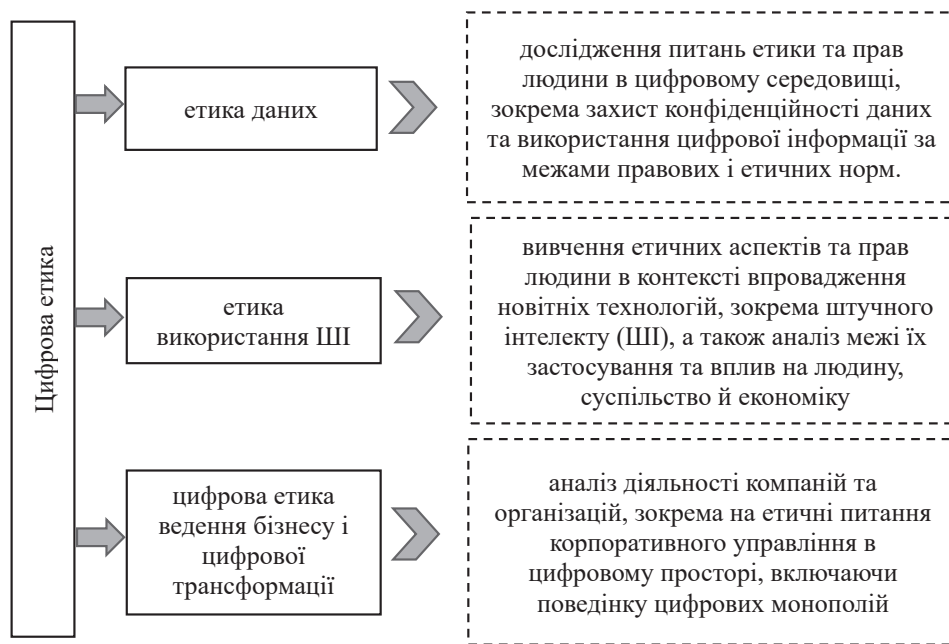 Цифрова етика
етика даних
дослідження питань етики та прав
людини в цифровому середовищі,
зокрема захист конфіденційності даних
та використання цифрової інформації за
межами правових і етичних норм.
етика
використання ШІ
вивчення етичних аспектів та прав
людини в контексті впровадження
новітніх технологій, зокрема штучного
інтелекту (ШІ), а також аналіз межі їх
застосування та вплив на людину,
суспільство й економіку
цифрова етика
ведення бізнесу і
цифрової
трансформації
аналіз діяльності компаній та
організацій, зокрема на етичні питання
корпоративного управління в
цифровому просторі, включаючи
поведінку цифрових монополій